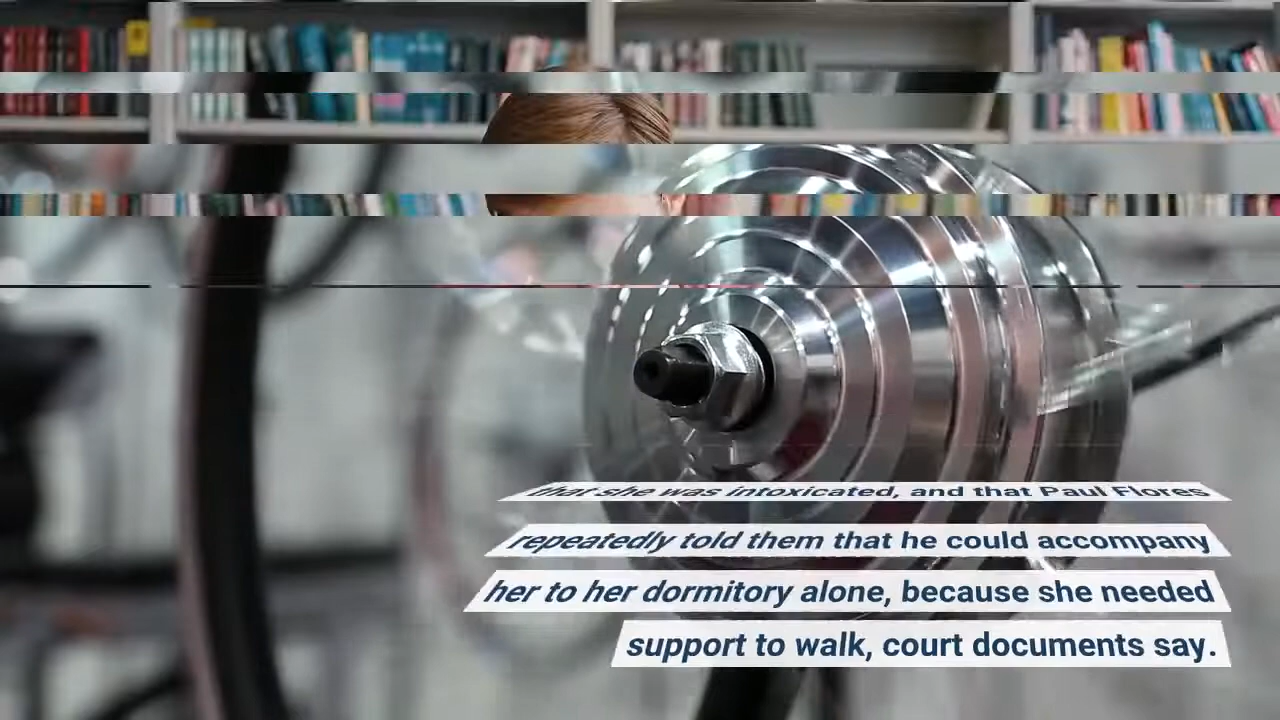 that she was intoxicated, and that Paul Flores
repeatedly told them that he could accompany
her to her dormitory alone, because she needed
support to walk, court documents say.